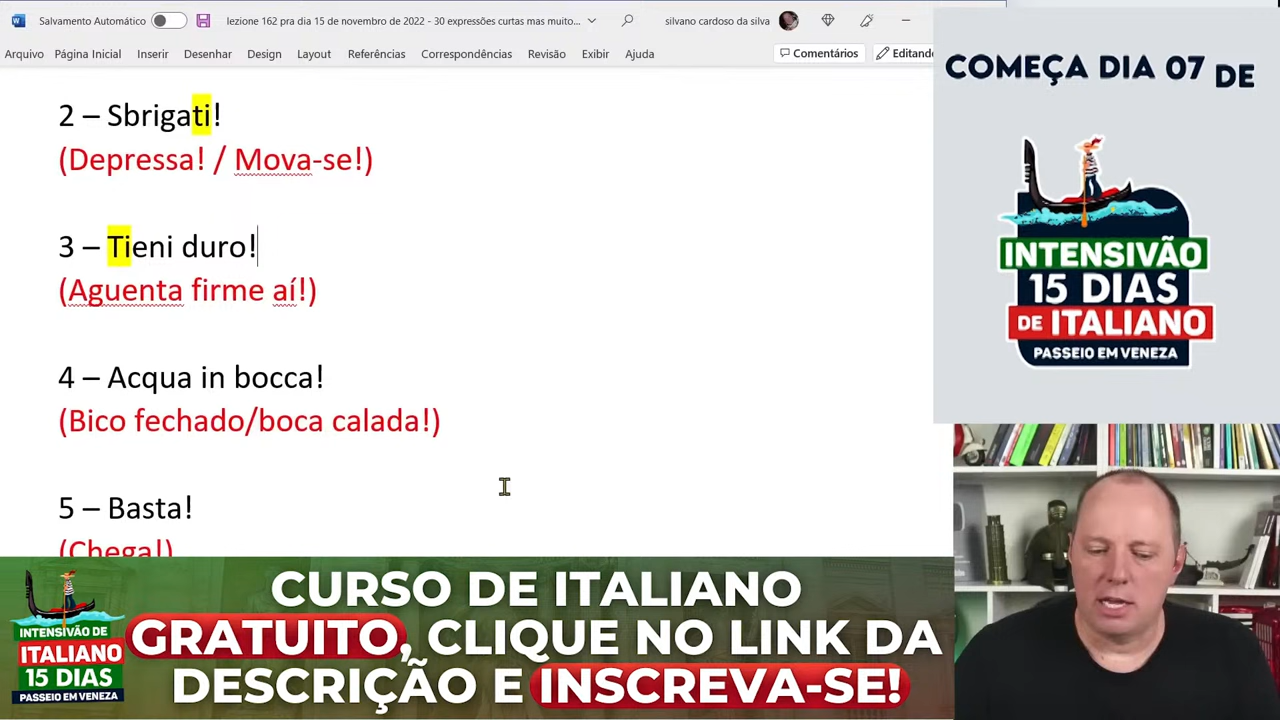 Salvamento Automático
lezione 162 pra dia 15 de novembro de 2022 - 30 expressões curtas mas muito...
silvano cardoso da silva
Arquivo Página Inicial Inserir Desenhar Design Layout Referências Correspondências Revisão Exibir Ajuda
Comentários
Editando
2 – Sbrigati!
(Depressa! / Mova-se!)
3 – Tieni duro!
(Aguenta firme aí!)
4 – Acqua in bocca!
(Bico fechado/boca calada!)
5 – Basta!
(Chega!)
COMEÇA DIA 07 DE
INTENSIVÃO
15 DIAS
DE ITALIANO
PASSEIO EM VENEZA
INTENSIVÃO DE
ITALIANO
15 DIAS
PASSEIO EM VENEZA
CURSO DE ITALIANO
GRATUITO, CLIQUE NO LINK DA
DESCRIÇÃO E INSCREVA-SE!